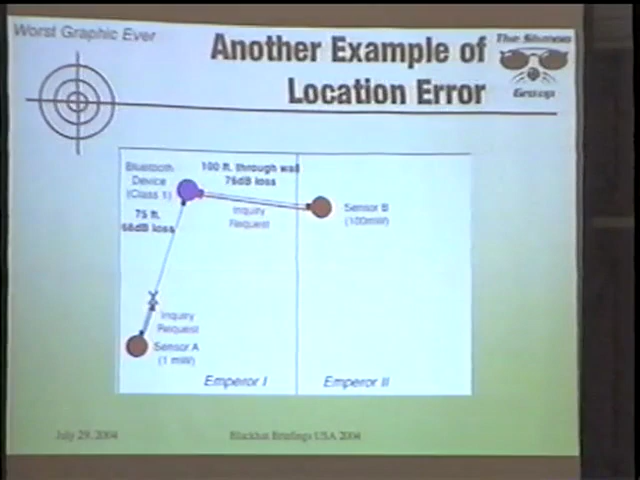 Worst Graphic Ever
Another Example of
Location Error
The Shmoo
Group
Bluetooth
Device
(Class 1)
100 ft. through wall
76dB loss
75 ft.
68dB loss
Inquiry
Request
Sensor B
(100mW)
Inquiry
Request
Sensor A
(1 mW)
Emperor I
Emperor II
July 29, 2004
Blackhat Briefings USA 2004